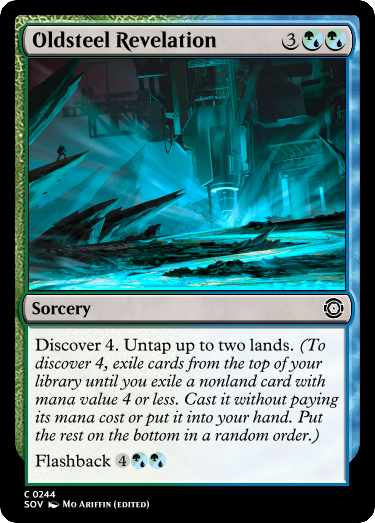 Oldsteel Revelation 3
Sorcery
Discover 4. Untap up to two lands. (To
discover 4, exile cards from the top of your
library until you exile a nonland card with
mana value 4 or less. Cast it without paying
its mana cost or put it into your hand. Put
the rest on the bottom in a random order.)
Flashback 4
C 0244
SOV Mo Ariffin (edited)